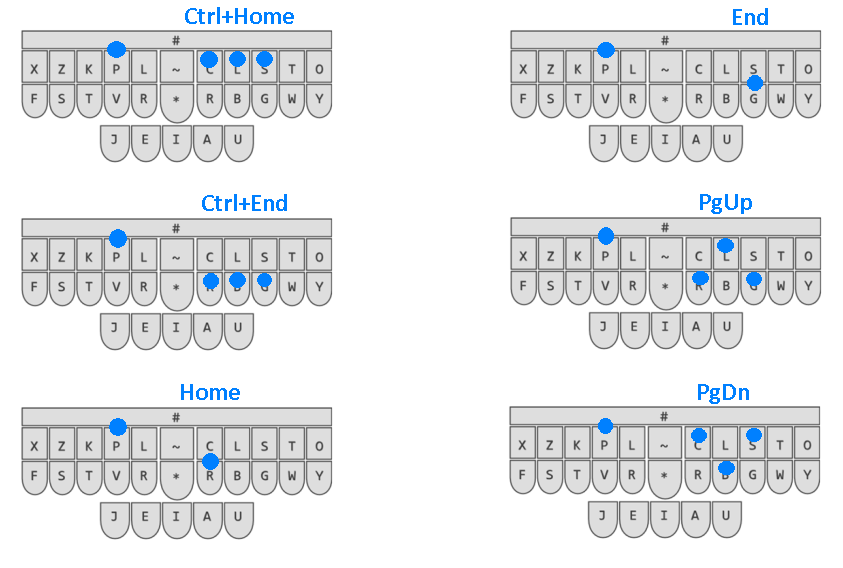 Ctrl+Home
#
X Z K P L ~ C L S T O
F S T V R * R B G W Y
J E I A U
End
#
X Z K P L ~ C L S T O
F S T V R * R B G W Y
J E I A U
Ctrl+End
#
X Z K P L ~ C L S T O
F S T V R * R B G W Y
J E I A U
PgUp
#
X Z K P L ~ C L S T O
F S T V R * R B G W Y
J E I A U
Home
#
X Z K P L ~ C L S T O
F S T V R * R B G W Y
J E I A U
PgDn
#
X Z K P L ~ C L S T O
F S T V R * R B G W Y
J E I A U